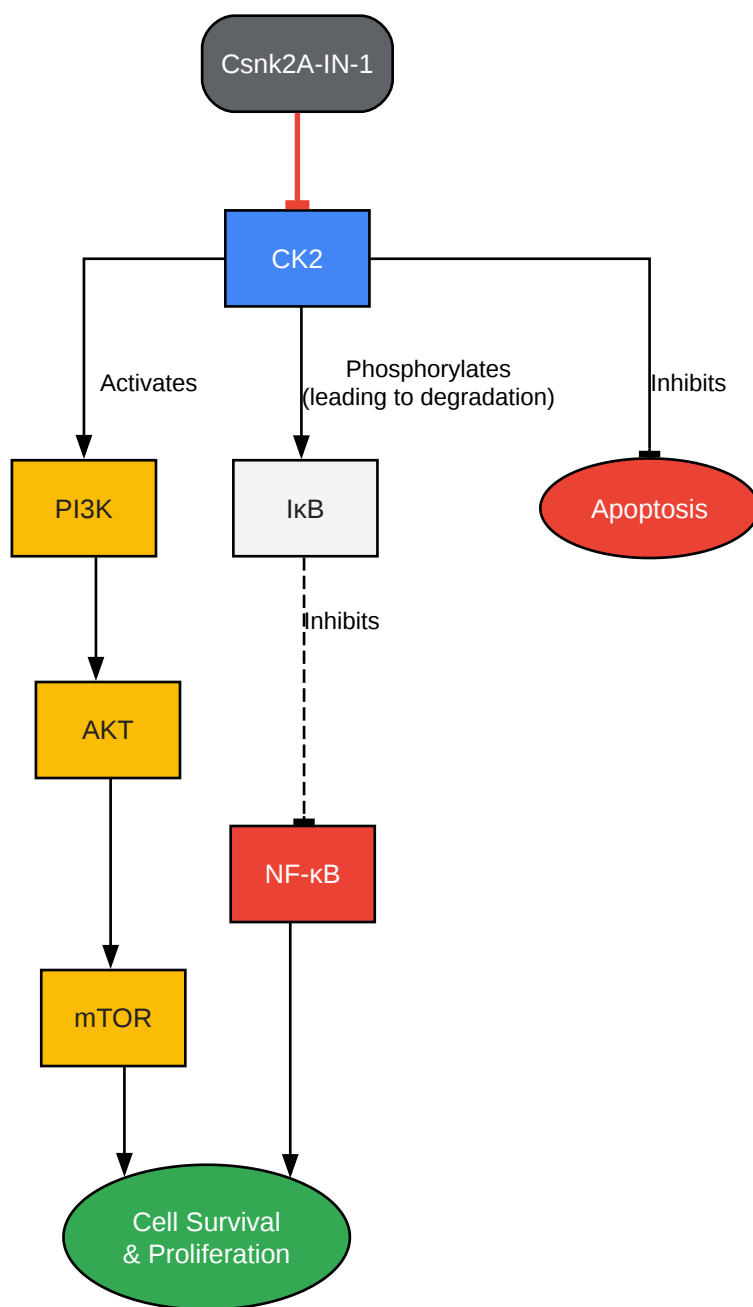 Csnk2A-IN-1
CK2
Activates
Phosphorylates
(leading to degradation)
Inhibits
PI3K
IκB
Apoptosis
Inhibits
AKT
NF-κB
mTOR
Cell Survival
& Proliferation